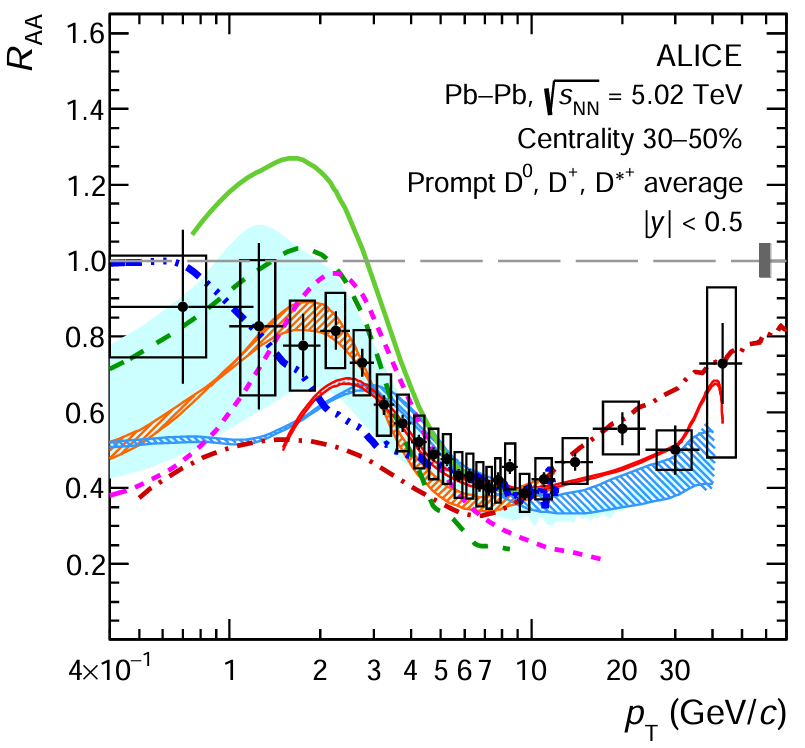 R_AA
1.6
1.4
1.2
1.0
0.8
0.6
0.4
0.2
ALICE
Pb–Pb, √s_NN = 5.02 TeV
Centrality 30–50%
Prompt D⁰, D⁺, D*⁺ average
|y| < 0.5
4×10⁻¹ 1 2 3 4 5 6 7 10 20 30
p_T (GeV/c)